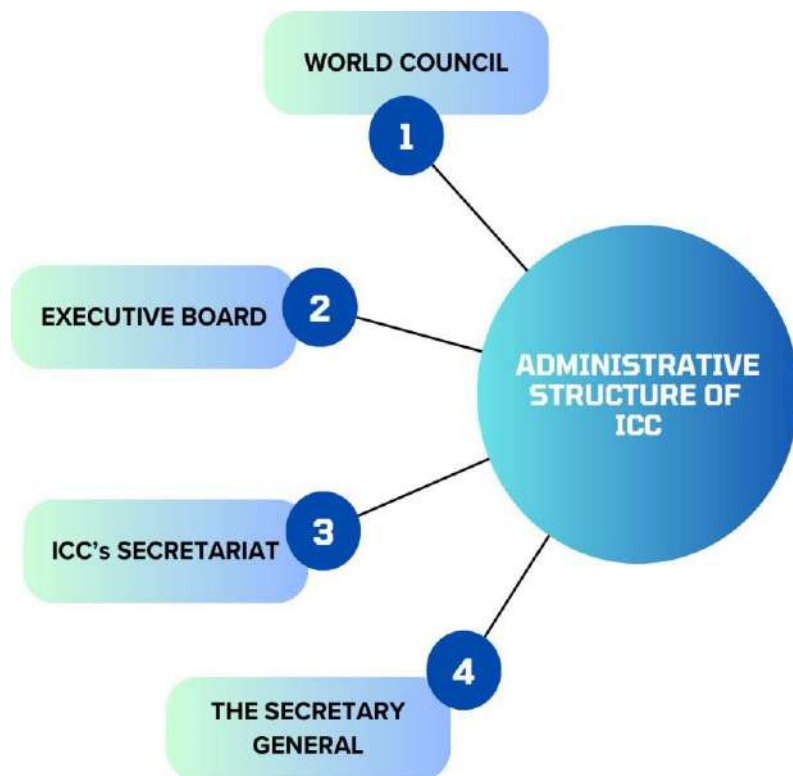 WORLD COUNCIL
1
EXECUTIVE BOARD
2
ADMINISTRATIVE
STRUCTURE OF
ICC
ICC's SECRETARIAT
3
4
THE SECRETARY
GENERAL